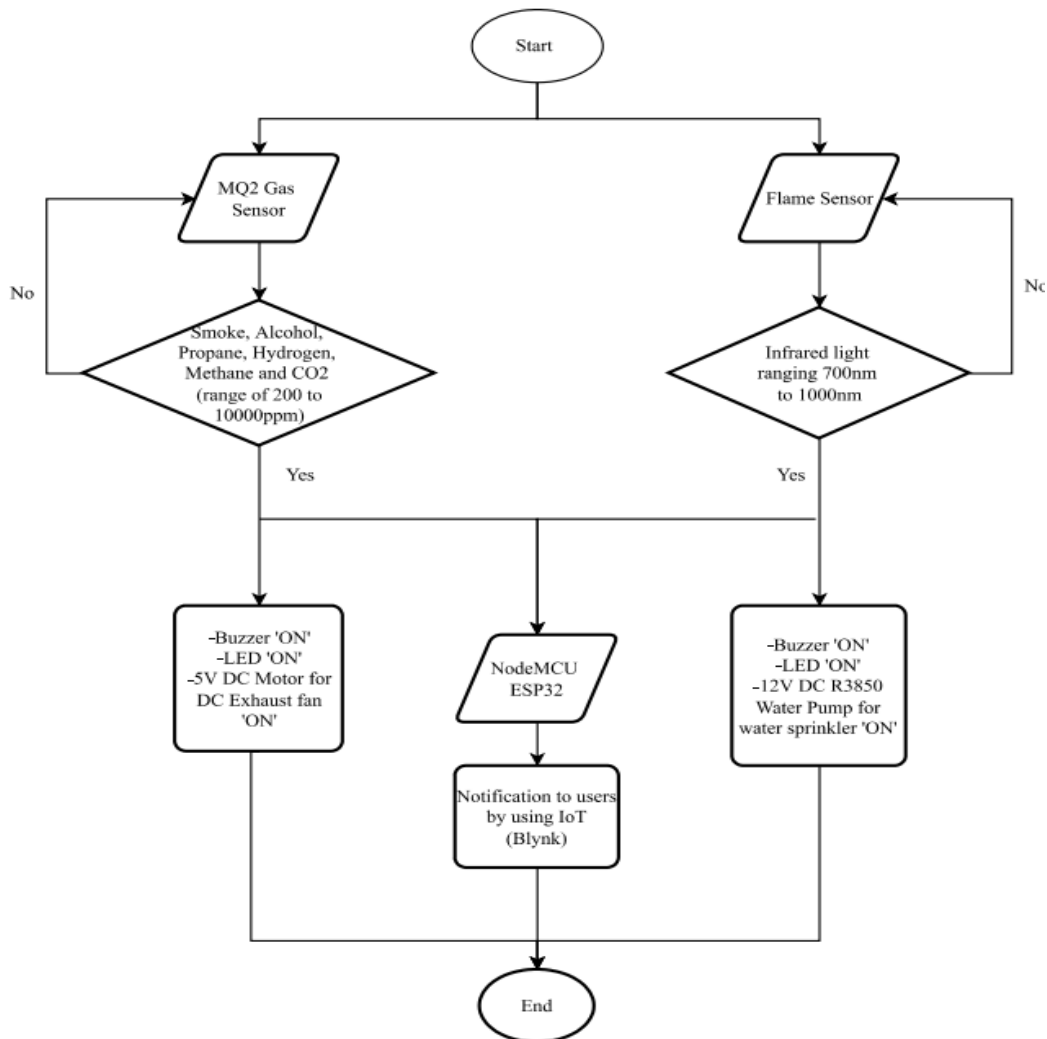 Start
MQ2 Gas
Sensor
Flame Sensor
No
No
Smoke, Alcohol,
Propane, Hydrogen,
Methane and CO2
(range of 200 to
10000ppm)
Infrared light
ranging 700nm
to 1000nm
Yes
Yes
-Buzzer 'ON'
-LED 'ON'
-5V DC Motor for
DC Exhaust fan
'ON'
NodeMCU
ESP32
-Buzzer 'ON'
-LED 'ON'
-12V DC R3850
Water Pump for
water sprinkler 'ON'
Notification to users
by using IoT
(Blynk)
End